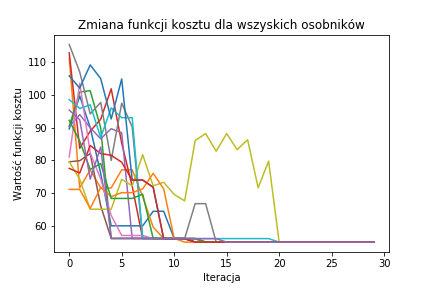 Zmiana funkcji kosztu dla wszyskich osobników
Wartość funkcji kosztu
110
100
90
80
70
60
0 5 10 15 20 25 30
Iteracja